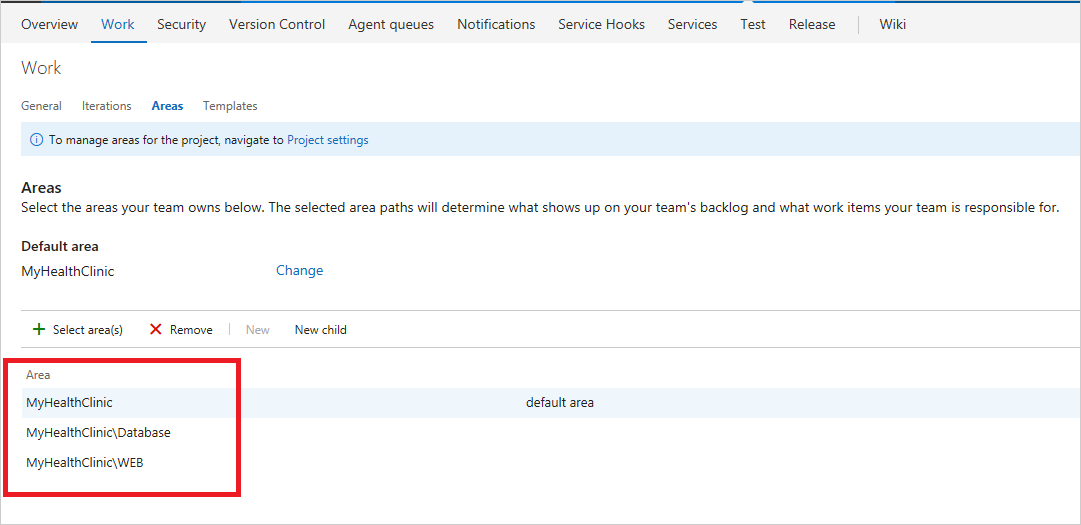 Overview Work Security Version Control Agent queues Notifications Service Hooks Services Test Release Wiki
Work
General Iterations Areas Templates
To manage areas for the project, navigate to Project settings
Areas
Select the areas your team owns below. The selected area paths will determine what shows up on your team's backlog and what work items your team is responsible for.
Default area
MyHealthClinic Change
Select area(s) Remove New New child
Area
MyHealthClinic default area
MyHealthClinic\Database
MyHealthClinic\WEB